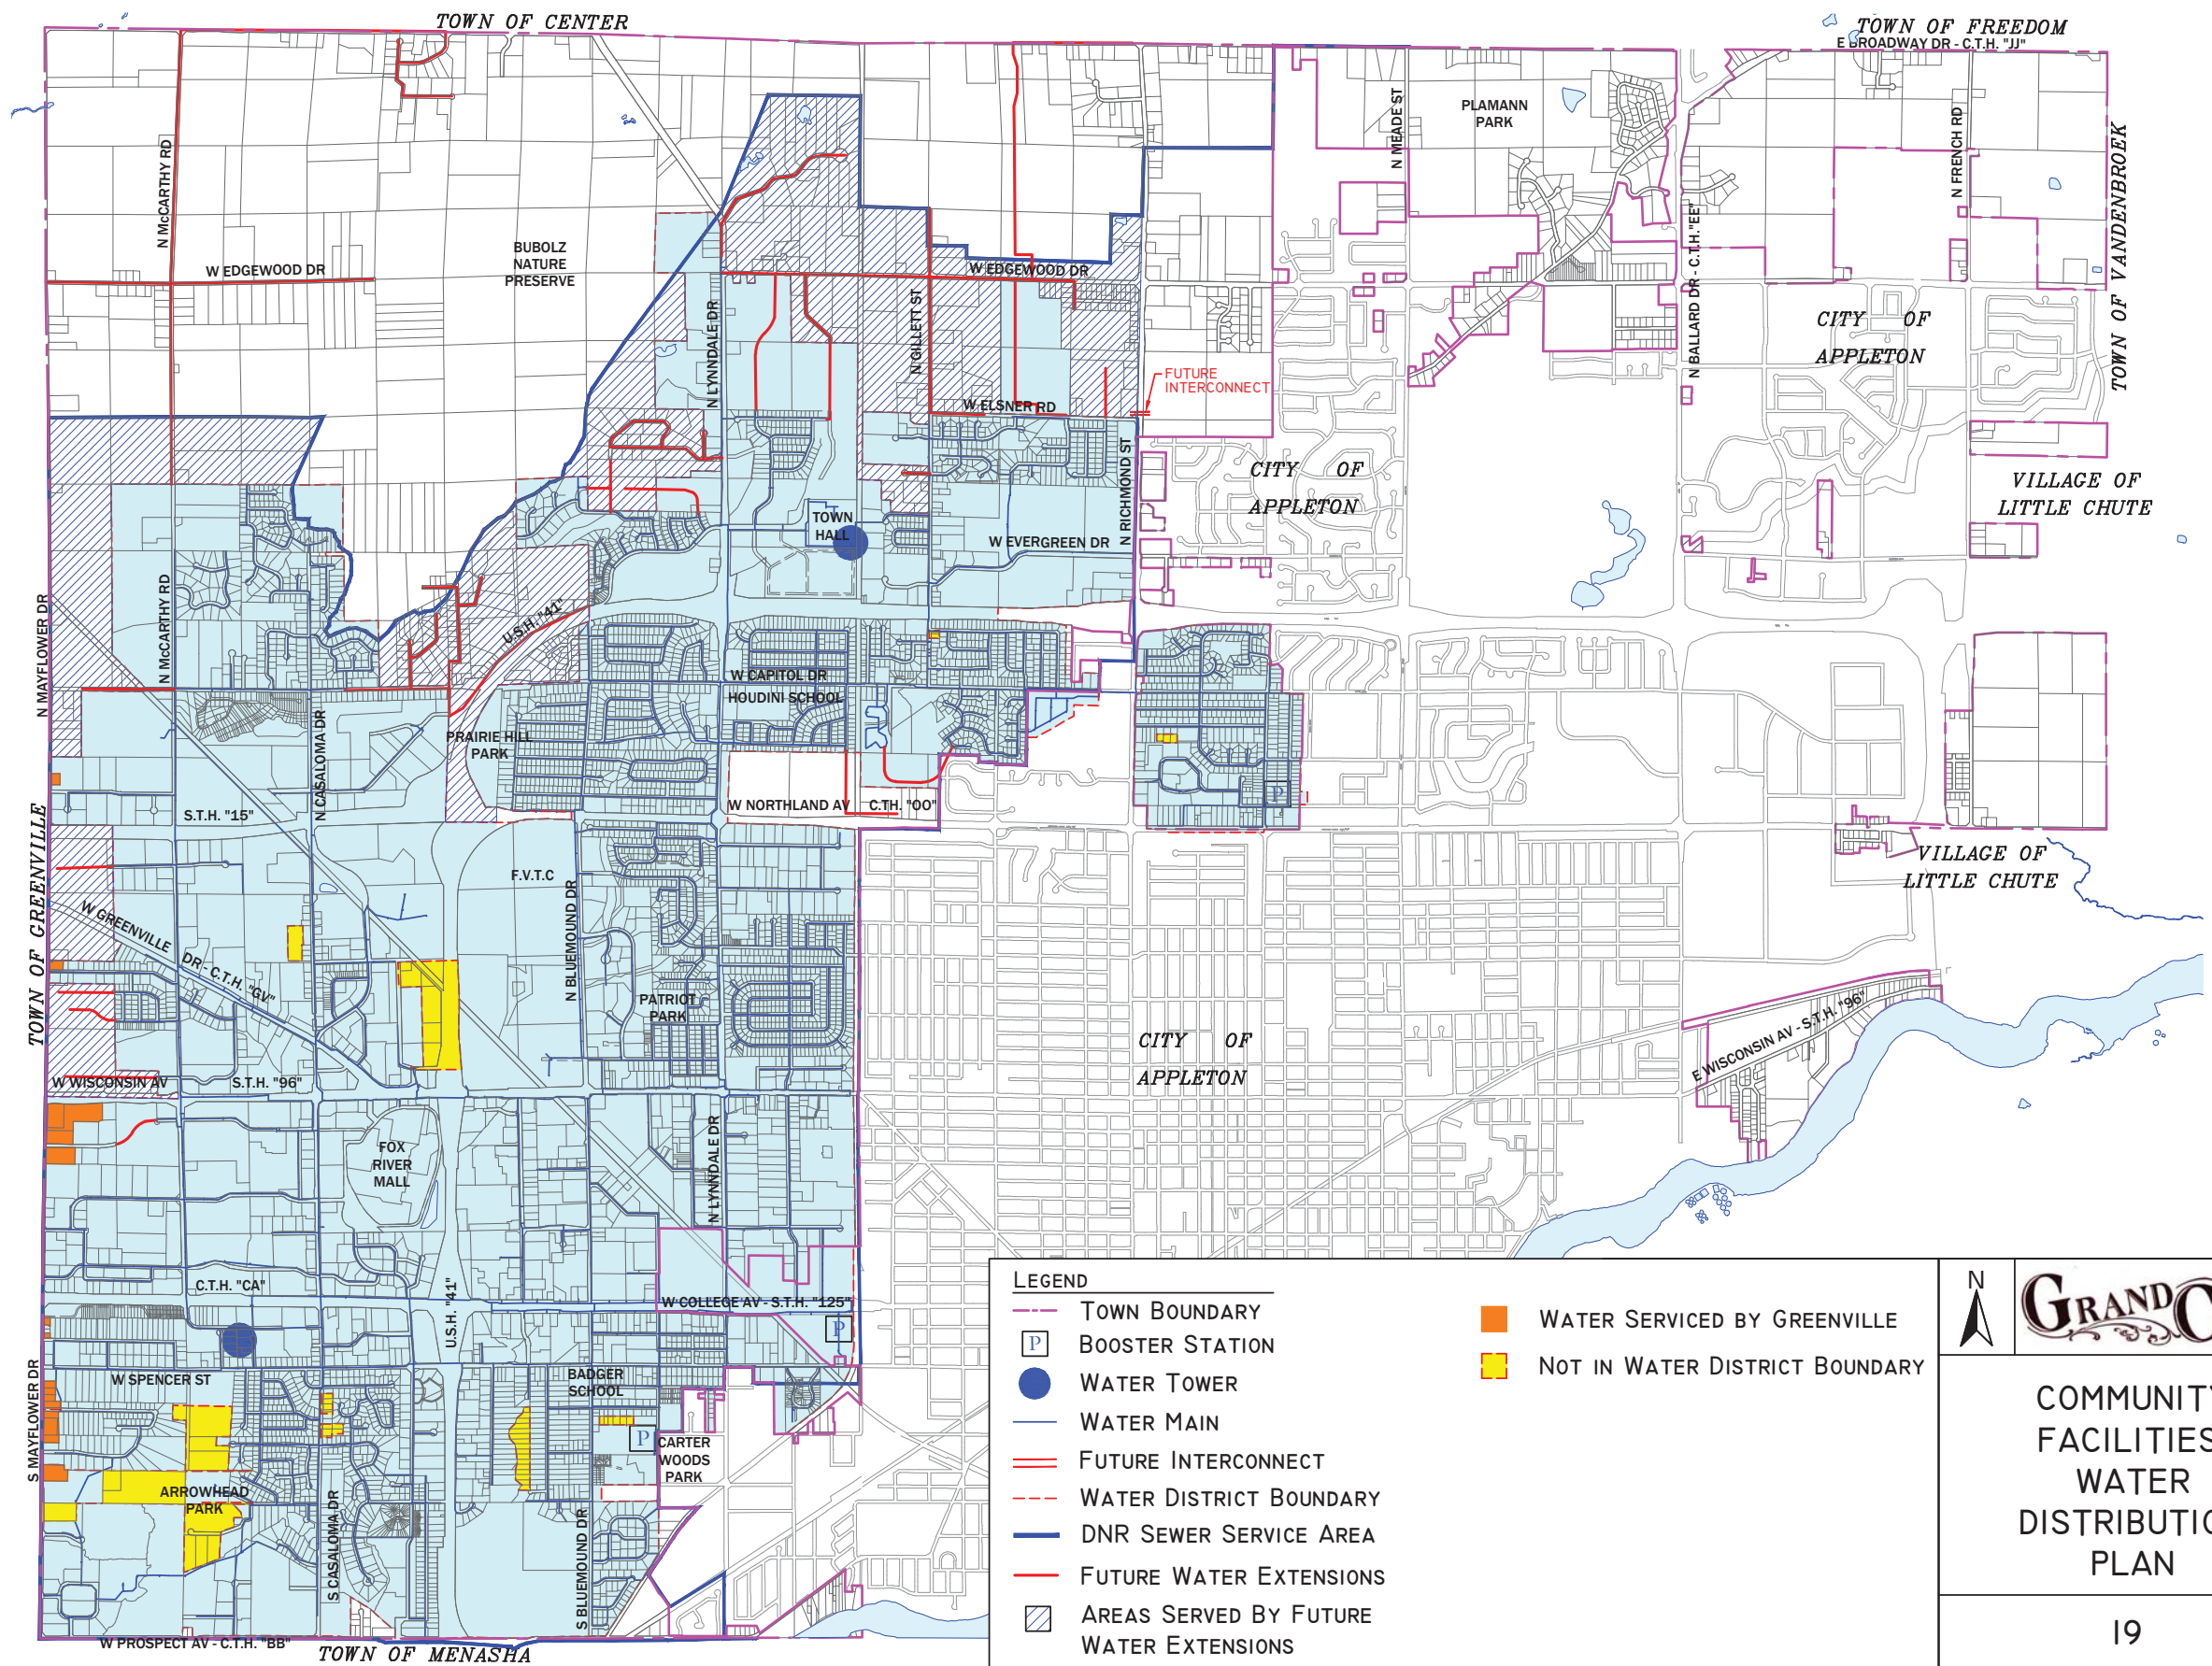 TOWN OF CENTER
TOWN OF FREEDOM
E BROADWAY DR - C.T.H. "JJ"
N McCARTHY RD
N MEADE ST
PLAMANN
PARK
N FRENCH RD
TOWN OF VANDENBROEK
BUBOLZ
NATURE
PRESERVE
W EDGEWOOD DR
W EDGEWOOD DR
N BALLARD DR - C.T.H. "EE"
N LYNNDALE DR
N GILLETT ST
CITY OF
APPLETON
FUTURE
INTERCONNECT
W ELSNER RD
N RICHMOND ST
CITY OF
APPLETON
VILLAGE OF
LITTLE CHUTE
TOWN
HALL
W EVERGREEN DR
N MAYFLOWER DR
N McCARTHY RD
U.S.H. "41"
W CAPITOL DR
HOUDINI SCHOOL
N CASALOMA DR
PRAIRIE HILL
PARK
P
S.T.H. "15"
W NORTHLAND AV
C.TH. "OO"
TOWN OF GREENVILLE
VILLAGE OF
LITTLE CHUTE
F.V.T.C
N BLUEMOUND DR
W GREENVILLE
DR - C.T.H. "GV"
PATRIOT
PARK
CITY OF
APPLETON
E WISCONSIN AV - S.T.H. "96"
W WISCONSIN AV
S.T.H. "96"
FOX
RIVER
MALL
N LYNNDALE DR
C.T.H. "CA"
U.S.H. "41"
W COLLEGE AV - S.T.H. "125"
P
S MAYFLOWER DR
W SPENCER ST
BADGER
SCHOOL
P
CARTER
WOODS
PARK
ARROWHEAD
PARK
S CASALOMA DR
S BLUEMOUND DR
W PROSPECT AV - C.T.H. "BB"
TOWN OF MENASHA
LEGEND
TOWN BOUNDARY
P
BOOSTER STATION
WATER TOWER
WATER MAIN
FUTURE INTERCONNECT
WATER DISTRICT BOUNDARY
DNR SEWER SERVICE AREA
FUTURE WATER EXTENSIONS
AREAS SERVED BY FUTURE
WATER EXTENSIONS
WATER SERVICED BY GREENVILLE
NOT IN WATER DISTRICT BOUNDARY
N
GRAND C
COMMUNITY
FACILITIES
WATER
DISTRIBUTIO
PLAN
19